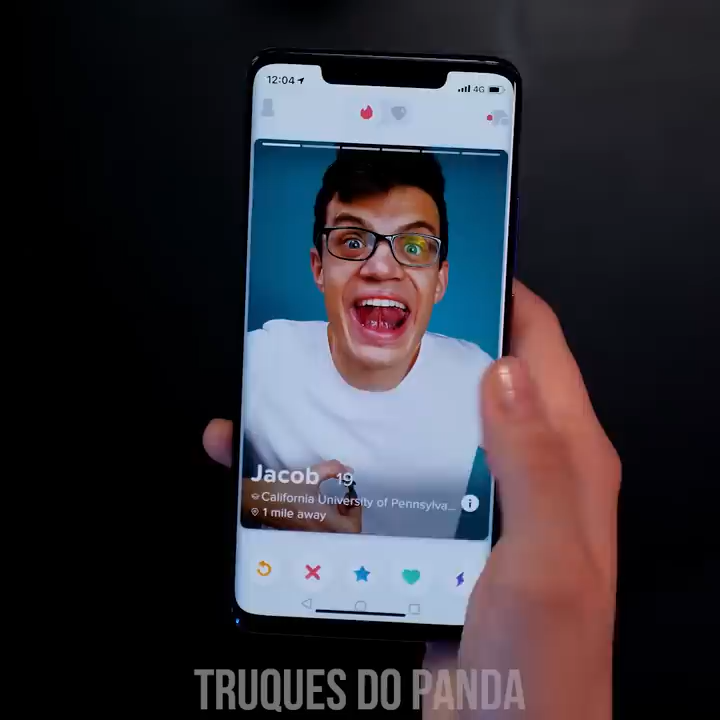 12:04
4G
Jacob 19
California University of Pennsylva...
1 mile away
TRUQUES DO PANDA